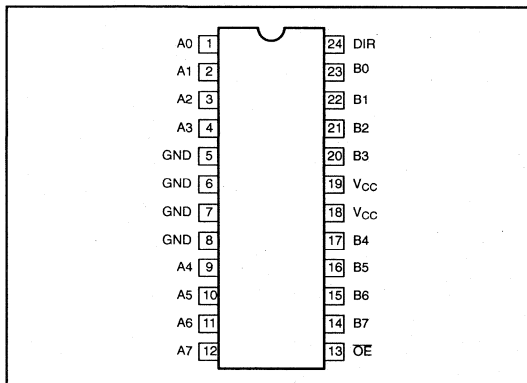 A0 1 24 DIR
A1 2 23 B0
A2 3 22 B1
A3 4 21 B2
GND 5 20 B3
GND 6 19 VCC
GND 7 18 VCC
GND 8 17 B4
A4 9 16 B5
A5 10 15 B6
A6 11 14 B7
A7 12 13 O̅E̅